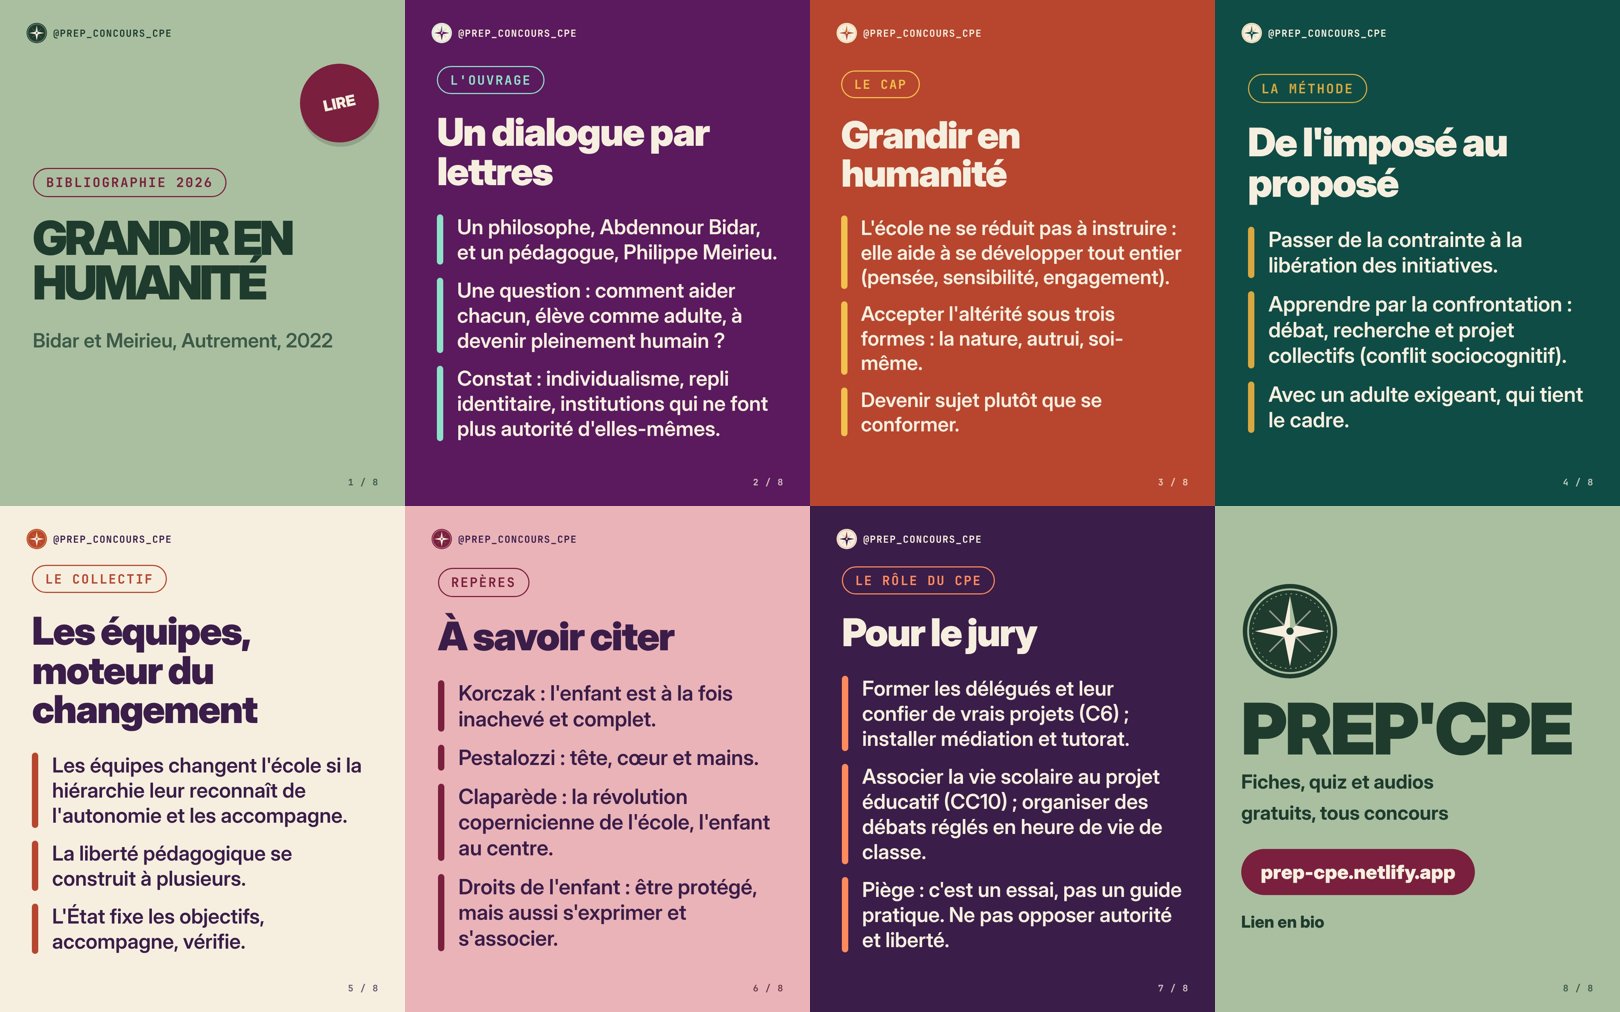 @PREP_CONCOURS_CPE
LIRE
BIBLIOGRAPHIE 2026
GRANDIR EN
HUMANITÉ
Bidar et Meirieu, Autrement, 2022
1 / 8
@PREP_CONCOURS_CPE
L'OUVRAGE
Un dialogue par
lettres
Un philosophe, Abdennour Bidar,
et un pédagogue, Philippe Meirieu.
Une question : comment aider
chacun, élève comme adulte, à
devenir pleinement humain ?
Constat : individualisme, repli
identitaire, institutions qui ne font
plus autorité d'elles-mêmes.
2 / 8
@PREP_CONCOURS_CPE
LE CAP
Grandir en
humanité
L'école ne se réduit pas à instruire :
elle aide à se développer tout entier
(pensée, sensibilité, engagement).
Accepter l'altérité sous trois
formes : la nature, autrui, soi-
même.
Devenir sujet plutôt que se
conformer.
3 / 8
@PREP_CONCOURS_CPE
LA MÉTHODE
De l'imposé au
proposé
Passer de la contrainte à la
libération des initiatives.
Apprendre par la confrontation :
débat, recherche et projet
collectifs (conflit sociocognitif).
Avec un adulte exigeant, qui tient
le cadre.
4 / 8
@PREP_CONCOURS_CPE
LE COLLECTIF
Les équipes,
moteur du
changement
Les équipes changent l'école si la
hiérarchie leur reconnaît de
l'autonomie et les accompagne.
La liberté pédagogique se
construit à plusieurs.
L'État fixe les objectifs,
accompagne, vérifie.
5 / 8
@PREP_CONCOURS_CPE
REPÈRES
À savoir citer
Korczak : l'enfant est à la fois
inachevé et complet.
Pestalozzi : tête, cœur et mains.
Claparède : la révolution
copernicienne de l'école, l'enfant
au centre.
Droits de l'enfant : être protégé,
mais aussi s'exprimer et
s'associer.
6 / 8
@PREP_CONCOURS_CPE
LE RÔLE DU CPE
Pour le jury
Former les délégués et leur
confier de vrais projets (C6) ;
installer médiation et tutorat.
Associer la vie scolaire au projet
éducatif (CC10) ; organiser des
débats réglés en heure de vie de
classe.
Piège : c'est un essai, pas un guide
pratique. Ne pas opposer autorité
et liberté.
7 / 8
PREP'CPE
Fiches, quiz et audios
gratuits, tous concours
prep-cpe.netlify.app
Lien en bio
8 / 8